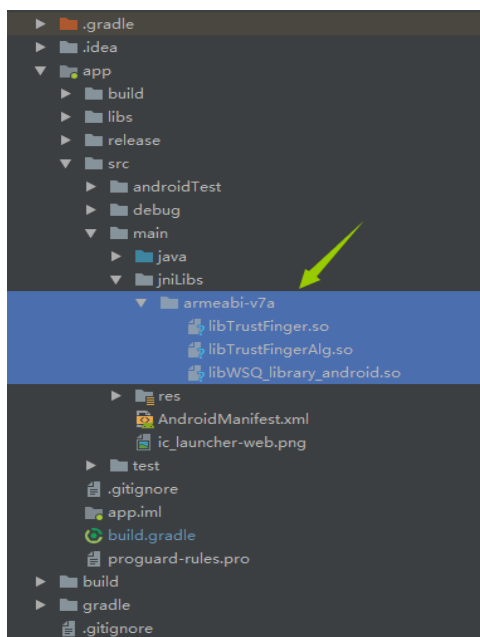 .gradle
.idea
app
build
libs
release
src
androidTest
debug
main
java
jniLibs
armeabi-v7a
libTrustFinger.so
libTrustFingerAlg.so
libWSQ_library_android.so
res
AndroidManifest.xml
ic_launcher-web.png
test
.gitignore
app.iml
build.gradle
proguard-rules.pro
build
gradle
.gitignore